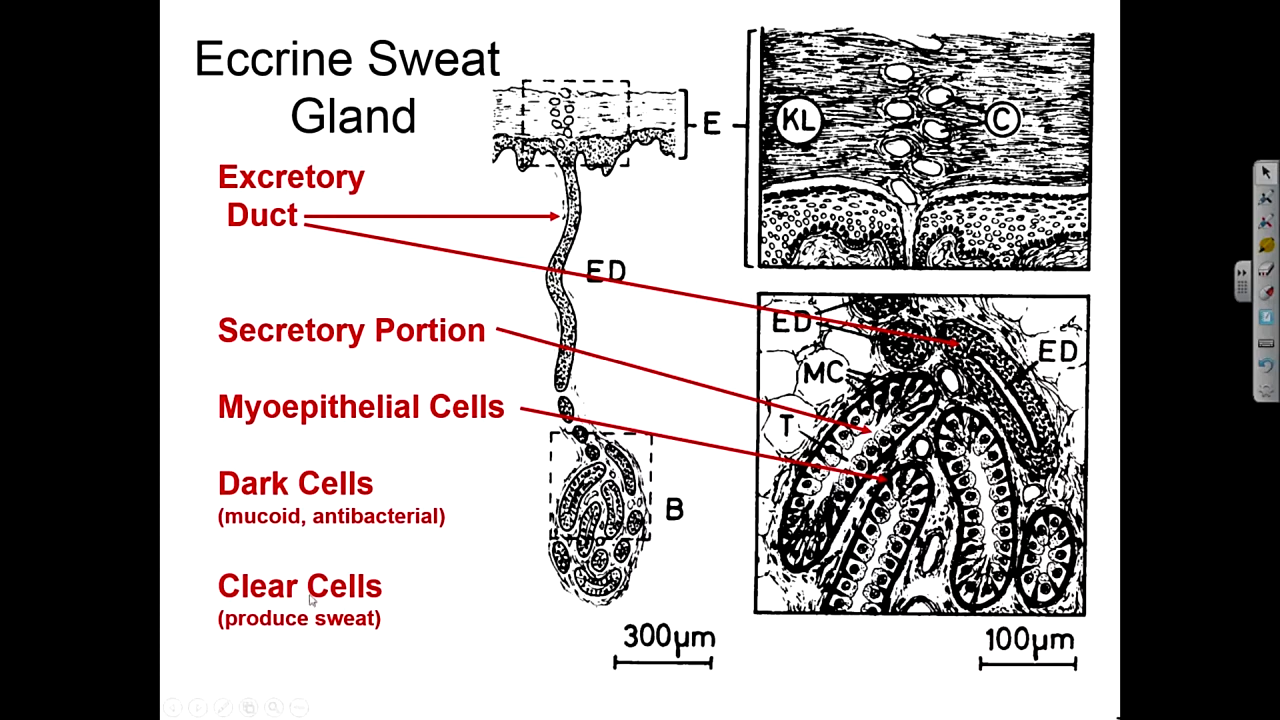 Eccrine Sweat
Gland
Excretory
Duct
Secretory Portion
Myoepithelial Cells
Dark Cells
(mucoid, antibacterial)
Clear Cells
(produce sweat)
E
ED
B
300µm
KL
C
ED
ED
MC
T
100µm